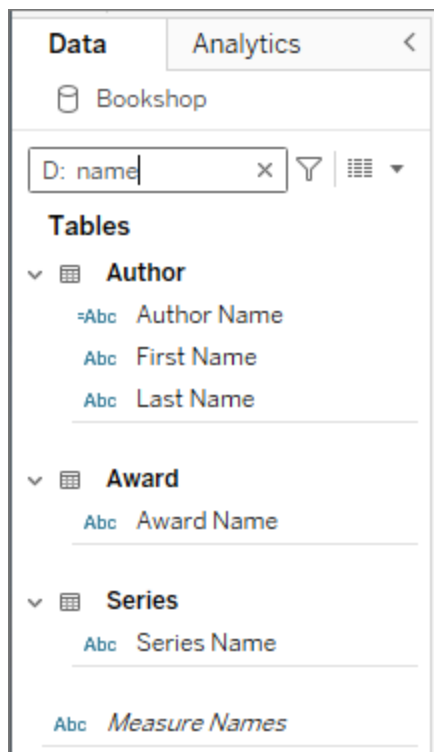 Data Analytics
Bookshop
D: name
Tables
Author
=Abc Author Name
Abc First Name
Abc Last Name
Award
Abc Award Name
Series
Abc Series Name
Abc Measure Names